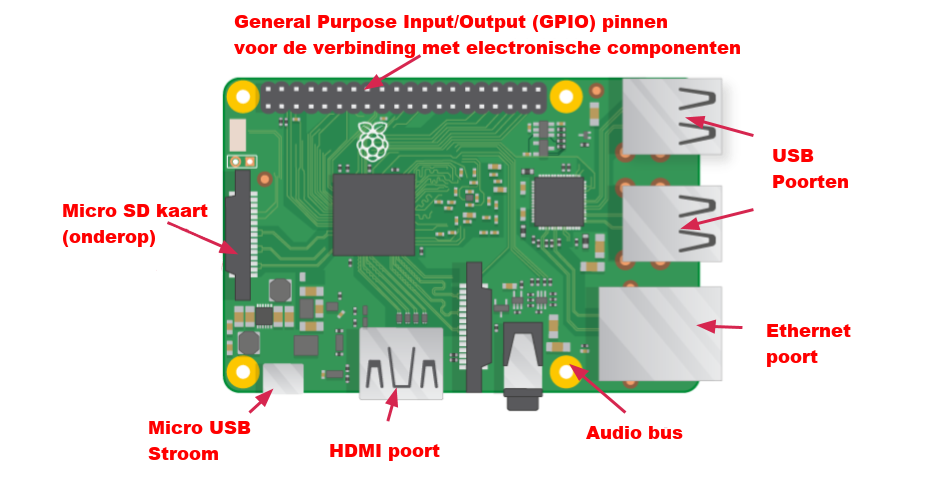 General Purpose Input/Output (GPIO) pinnen
voor de verbinding met electronische componenten
USB
Poorten
Micro SD kaart
(onderop)
Ethernet
poort
Micro USB
Stroom
HDMI poort
Audio bus